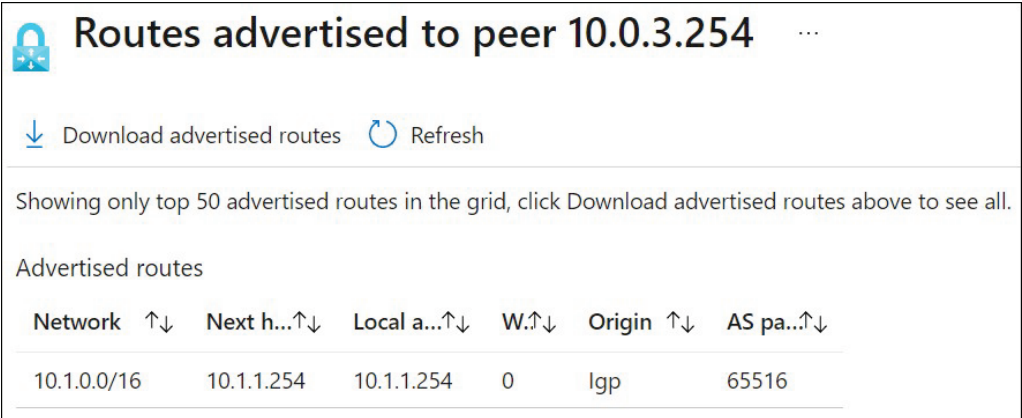 Routes advertised to peer 10.0.3.254 ...
Download advertised routes Refresh
Showing only top 50 advertised routes in the grid, click Download advertised routes above to see all.
Advertised routes
Network ↑↓ Next h...↑↓ Local a...↑↓ W.↑↓ Origin ↑↓ AS pa...↑↓
10.1.0.0/16 10.1.1.254 10.1.1.254 0 Igp 65516